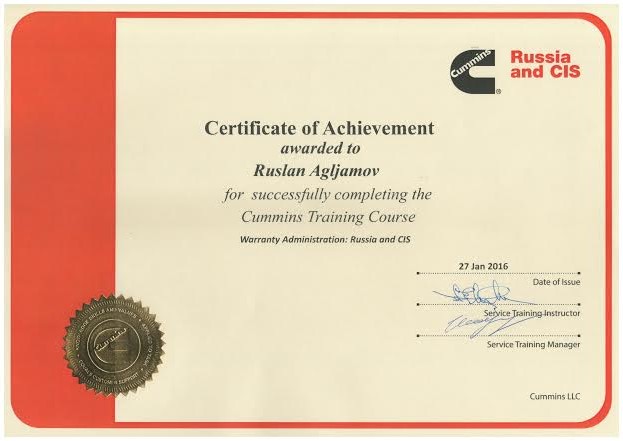 Cummins
Russia
and CIS
®
Certificate of Achievement
awarded to
Ruslan Agljamov
for successfully completing the
Cummins Training Course
Warranty Administration: Russia and CIS
27 Jan 2016
Date of Issue
Service Training Instructor
Service Training Manager
Cummins
Cummins LLC